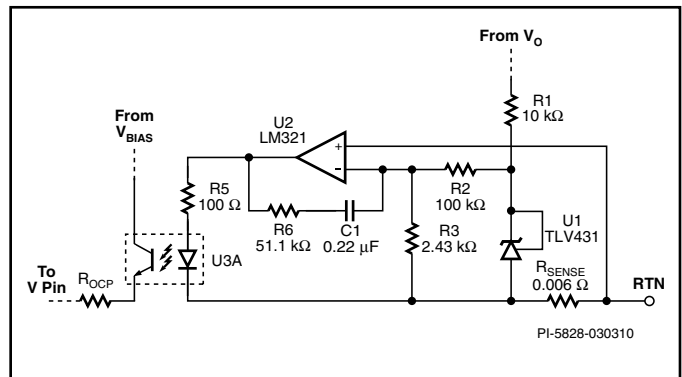 From V_O
R1
10 kΩ
From
V_BIAS
U2
LM321
+
-
R5
100 Ω
R2
100 kΩ
R6
51.1 kΩ
C1
0.22 μF
R3
2.43 kΩ
U1
TLV431
U3A
To
V Pin
R_OCP
R_SENSE
0.006 Ω
RTN
PI-5828-030310